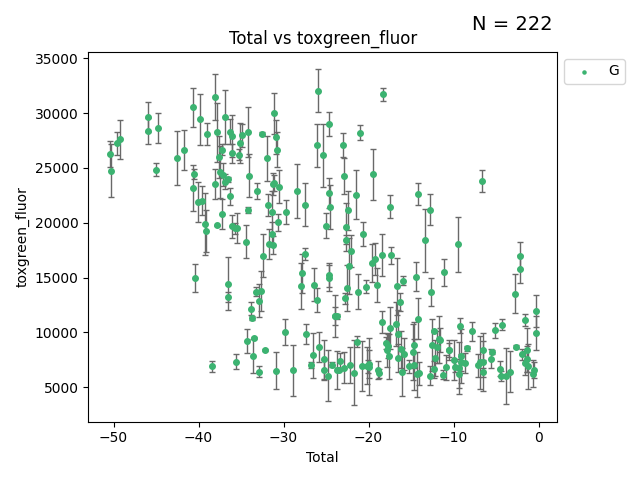 N = 222
Total vs toxgreen_fluor
G
35000
30000
25000
20000
15000
10000
5000
toxgreen_fluor
−50 −40 −30 −20 −10 0
Total